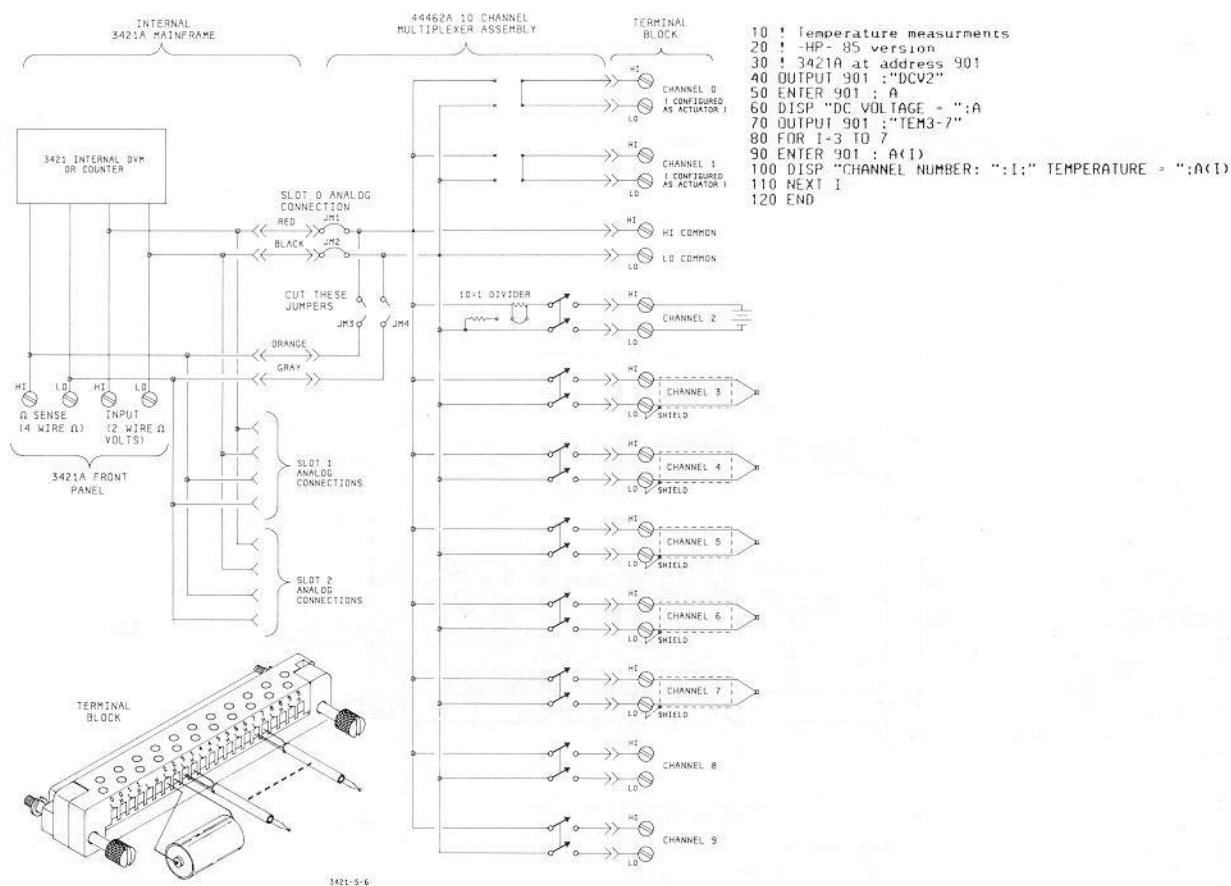 INTERNAL
3421A MAINFRAME
44462A 10 CHANNEL
MULTIPLEXER ASSEMBLY
TERMINAL
BLOCK
10 ! Temperature measurments
20 ! -HP- 85 version
30 ! 3421A at address 901
40 OUTPUT 901 ;"DCV2"
50 ENTER 901 ; A
60 DISP "DC VOLTAGE = ";A
70 OUTPUT 901 ;"TEM3-7"
80 FOR I=3 TO 7
90 ENTER 901 ; A(I)
100 DISP "CHANNEL NUMBER: ";I;" TEMPERATURE = ";A(I)
110 NEXT I
120 END
HI
CHANNEL 0
( CONFIGURED
AS ACTUATOR )
LO
3421 INTERNAL DVM
OR COUNTER
HI
CHANNEL 1
( CONFIGURED
AS ACTUATOR )
LO
SLOT 0 ANALOG
CONNECTION
RED
JM1
HI
HI COMMON
BLACK
JM2
LO COMMON
LO
CUT THESE
JUMPERS
JM3
JM4
10:1 DIVIDER
HI
CHANNEL 2
LO
ORANGE
GRAY
HI
LO
HI
LO
Ω SENSE
(4 WIRE Ω)
INPUT
(2 WIRE Ω
VOLTS)
3421A FRONT
PANEL
HI
CHANNEL 3
LO
SHIELD
SLOT 1
ANALOG
CONNECTIONS
HI
CHANNEL 4
LO
SHIELD
HI
CHANNEL 5
LO
SHIELD
SLOT 2
ANALOG
CONNECTIONS
HI
CHANNEL 6
LO
SHIELD
HI
CHANNEL 7
LO
SHIELD
TERMINAL
BLOCK
HI
CHANNEL 8
LO
HI
CHANNEL 9
LO
3421-5-6